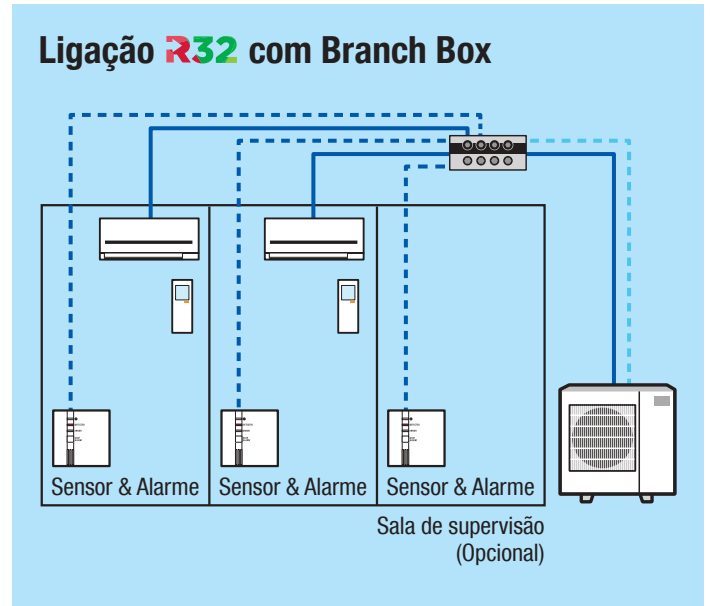 Ligação R32 com Branch Box
Sensor & Alarme
Sensor & Alarme
Sensor & Alarme
Sala de supervisão
(Opcional)